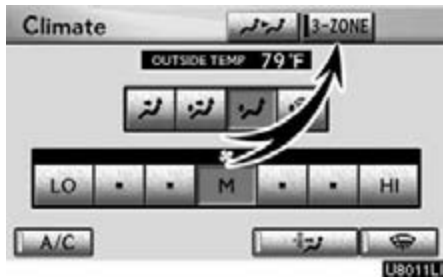 Climate 3-ZONE
OUTSIDE TEMP 79°F
LO M HI
A/C
U8011L